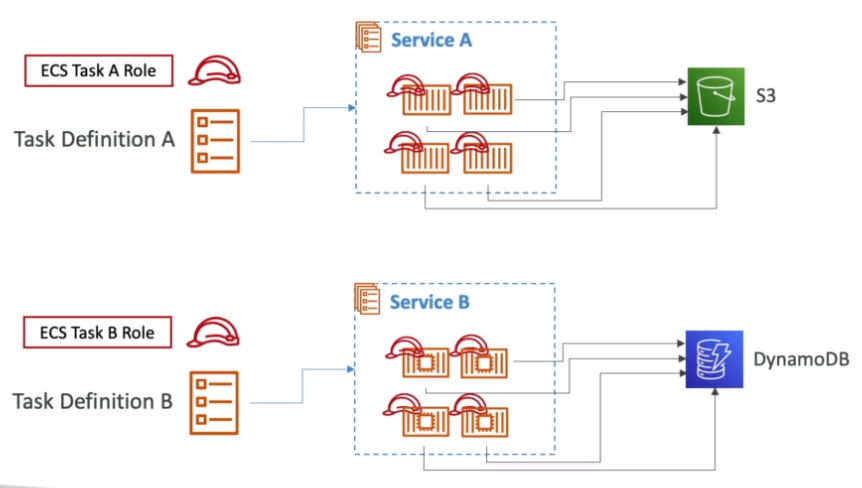 ECS Task A Role
Task Definition A
Service A
S3
ECS Task B Role
Task Definition B
Service B
DynamoDB